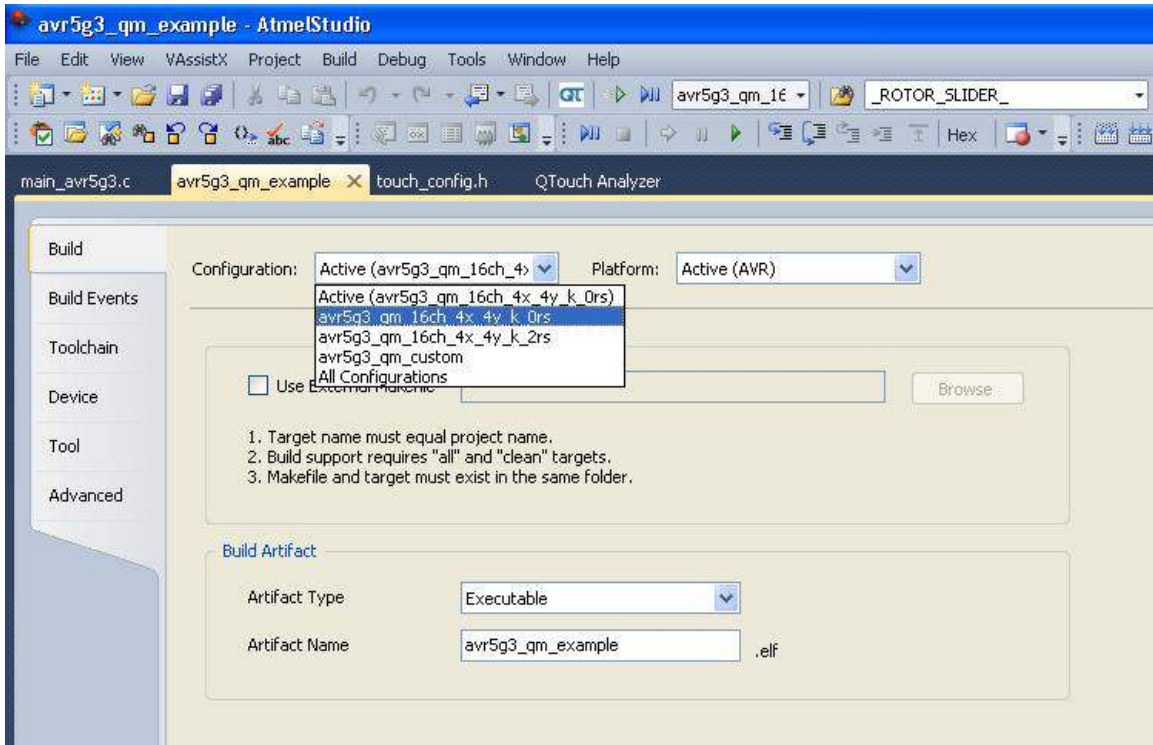 avr5g3_qm_example - AtmelStudio
File Edit View VAssistX Project Build Debug Tools Window Help
QT avr5g3_qm_16 _ROTOR_SLIDER_
abc Hex
main_avr5g3.c avr5g3_qm_example touch_config.h QTouch Analyzer
Build
Configuration: Active (avr5g3_qm_16ch_4x Platform: Active (AVR)
Active (avr5g3_qm_16ch_4x_4y_k_0rs)
Build Events
avr5g3_qm_16ch_4x_4y_k_0rs
avr5g3_qm_16ch_4x_4y_k_2rs
Toolchain
avr5g3_qm_custom
All Configurations
Use Browse
Device
1. Target name must equal project name.
Tool
2. Build support requires "all" and "clean" targets.
3. Makefile and target must exist in the same folder.
Advanced
Build Artifact
Artifact Type Executable
Artifact Name avr5g3_qm_example .elf